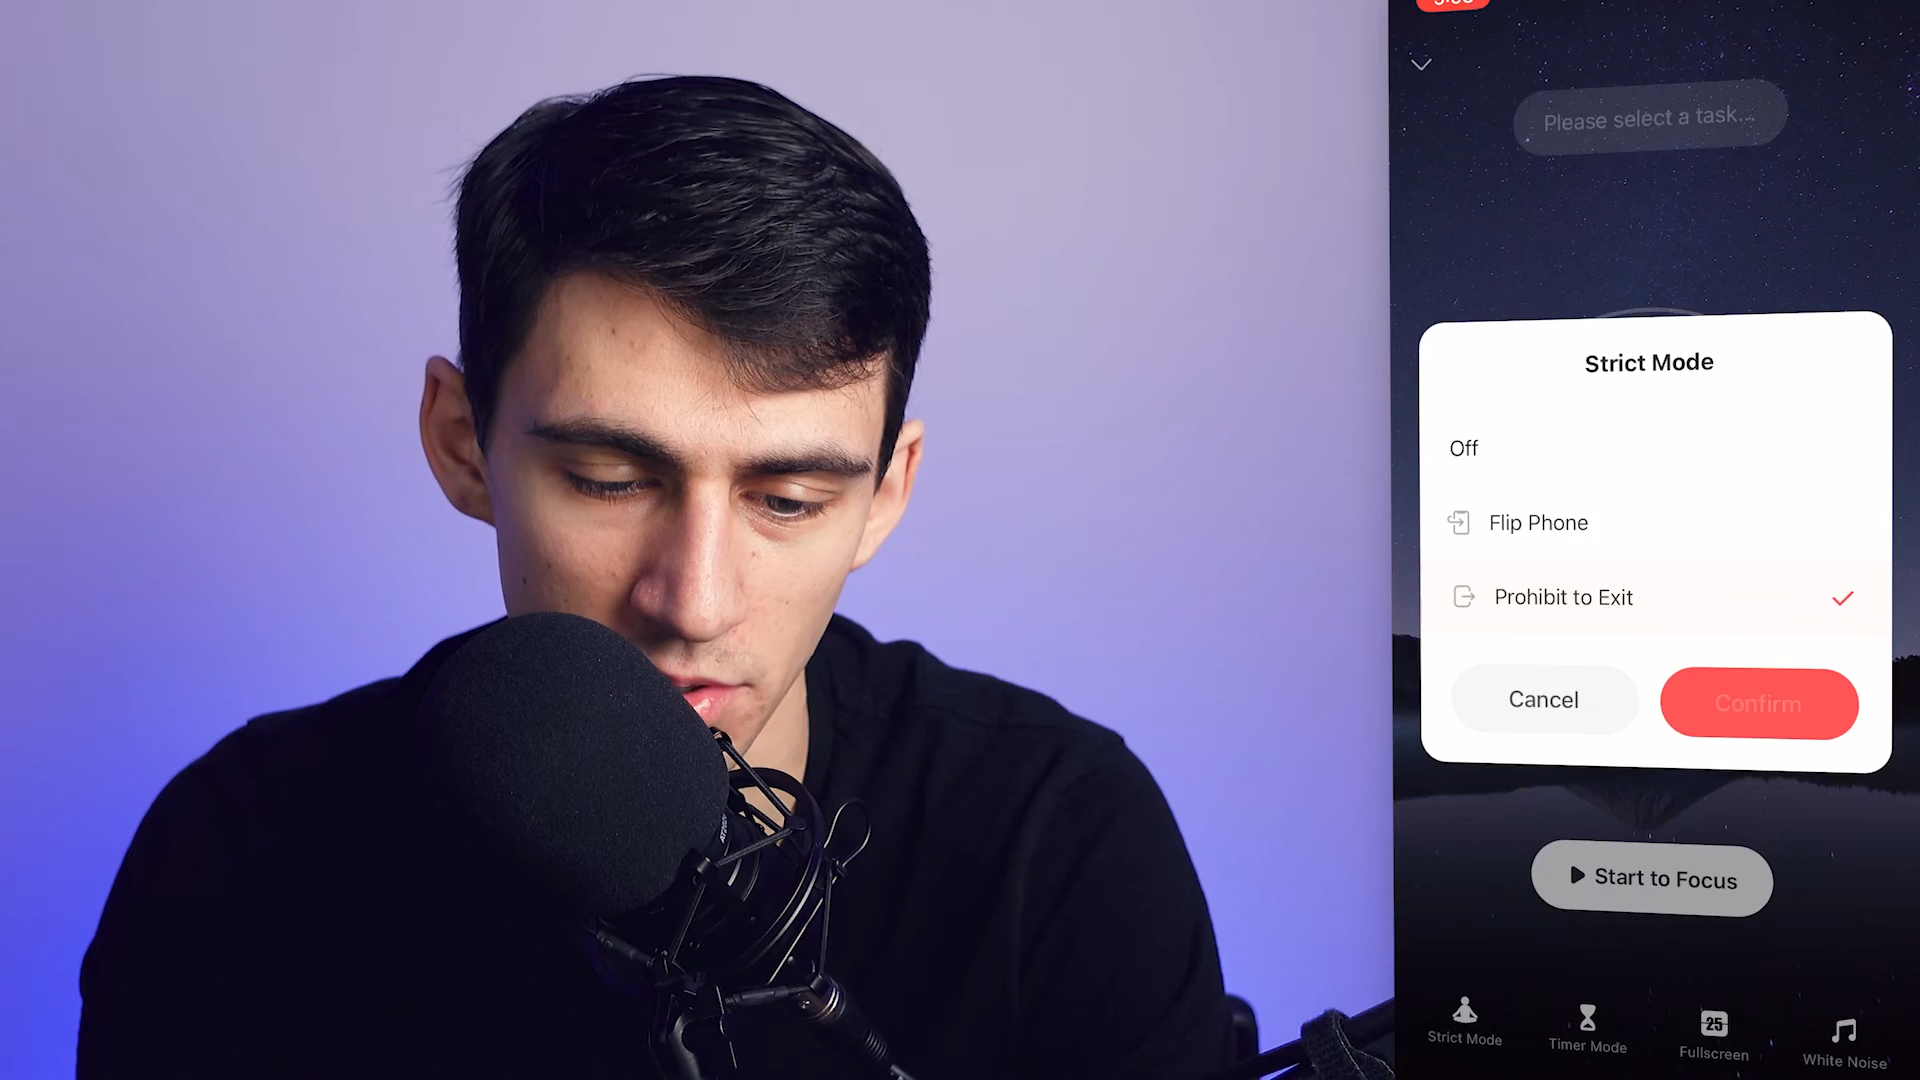 Please select a task...
Strict Mode
Off
Flip Phone
Prohibit to Exit
Cancel
Confirm
Start to Focus
25
Strict Mode
Timer Mode
Fullscreen
White Noise